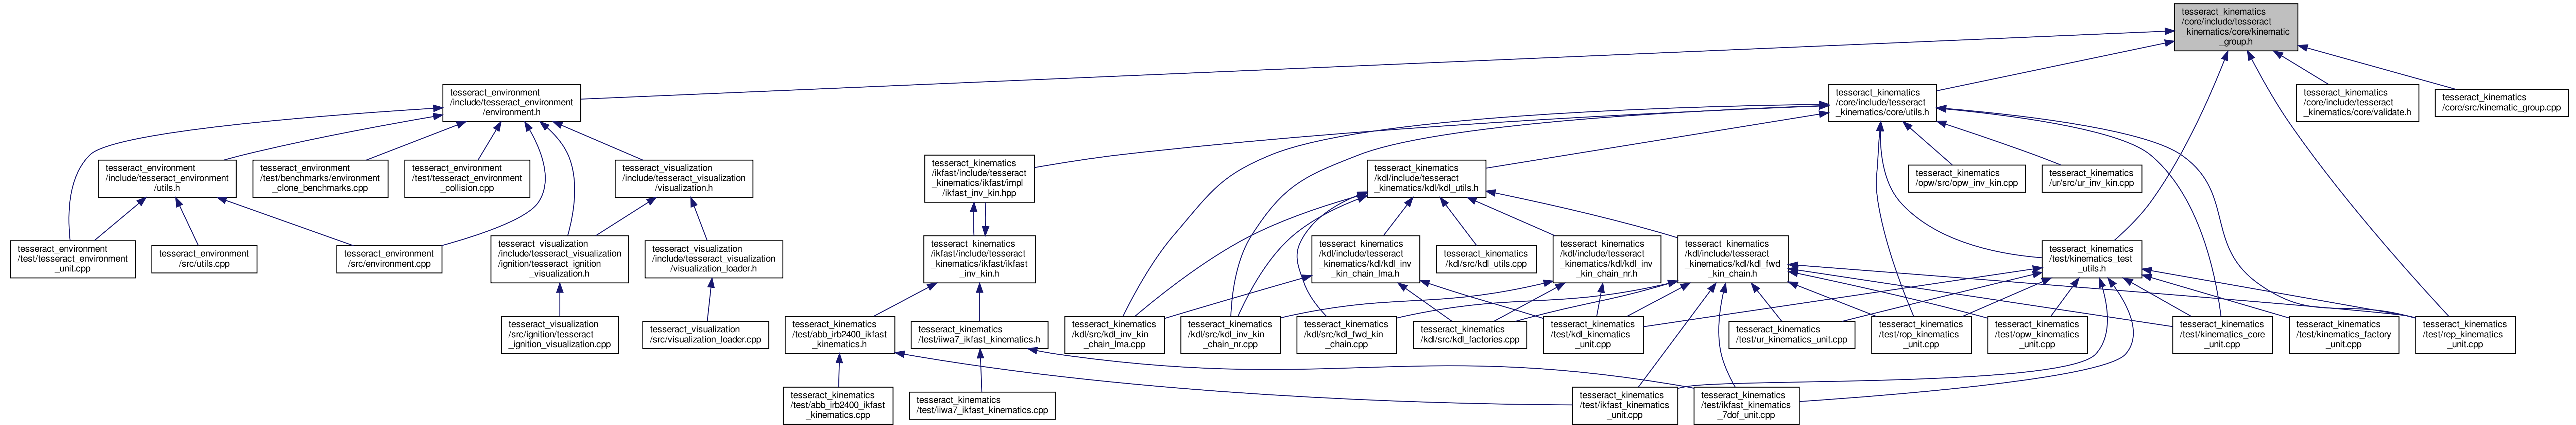 tesseract_kinematics
/core/include/tesseract
_kinematics/core/kinematic
_group.h
tesseract_environment
/include/tesseract_environment
/environment.h
tesseract_kinematics
/core/include/tesseract
_kinematics/core/utils.h
tesseract_kinematics
/core/include/tesseract
_kinematics/core/validate.h
tesseract_kinematics
/core/src/kinematic_group.cpp
tesseract_environment
/include/tesseract_environment
/utils.h
tesseract_environment
/test/benchmarks/environment
_clone_benchmarks.cpp
tesseract_environment
/test/tesseract_environment
_collision.cpp
tesseract_visualization
/include/tesseract_visualization
/visualization.h
tesseract_kinematics
/ikfast/include/tesseract
_kinematics/ikfast/impl
/ikfast_inv_kin.hpp
tesseract_kinematics
/kdl/include/tesseract
_kinematics/kdl/kdl_utils.h
tesseract_kinematics
/opw/src/opw_inv_kin.cpp
tesseract_kinematics
/ur/src/ur_inv_kin.cpp
tesseract_environment
/test/tesseract_environment
_unit.cpp
tesseract_environment
/src/utils.cpp
tesseract_environment
/src/environment.cpp
tesseract_visualization
/include/tesseract_visualization
/ignition/tesseract_ignition
_visualization.h
tesseract_visualization
/include/tesseract_visualization
/visualization_loader.h
tesseract_kinematics
/ikfast/include/tesseract
_kinematics/ikfast/ikfast
_inv_kin.h
tesseract_kinematics
/kdl/include/tesseract
_kinematics/kdl/kdl_inv
_kin_chain_lma.h
tesseract_kinematics
/kdl/src/kdl_utils.cpp
tesseract_kinematics
/kdl/include/tesseract
_kinematics/kdl/kdl_inv
_kin_chain_nr.h
tesseract_kinematics
/kdl/include/tesseract
_kinematics/kdl/kdl_fwd
_kin_chain.h
tesseract_kinematics
/test/kinematics_test
_utils.h
tesseract_visualization
/src/ignition/tesseract
_ignition_visualization.cpp
tesseract_visualization
/src/visualization_loader.cpp
tesseract_kinematics
/test/abb_irb2400_ikfast
_kinematics.h
tesseract_kinematics
/test/iiwa7_ikfast_kinematics.h
tesseract_kinematics
/kdl/src/kdl_inv_kin
_chain_lma.cpp
tesseract_kinematics
/kdl/src/kdl_inv_kin
_chain_nr.cpp
tesseract_kinematics
/kdl/src/kdl_fwd_kin
_chain.cpp
tesseract_kinematics
/kdl/src/kdl_factories.cpp
tesseract_kinematics
/test/kdl_kinematics
_unit.cpp
tesseract_kinematics
/test/ur_kinematics_unit.cpp
tesseract_kinematics
/test/rop_kinematics
_unit.cpp
tesseract_kinematics
/test/opw_kinematics
_unit.cpp
tesseract_kinematics
/test/kinematics_core
_unit.cpp
tesseract_kinematics
/test/kinematics_factory
_unit.cpp
tesseract_kinematics
/test/rep_kinematics
_unit.cpp
tesseract_kinematics
/test/abb_irb2400_ikfast
_kinematics.cpp
tesseract_kinematics
/test/iiwa7_ikfast_kinematics.cpp
tesseract_kinematics
/test/ikfast_kinematics
_unit.cpp
tesseract_kinematics
/test/ikfast_kinematics
_7dof_unit.cpp